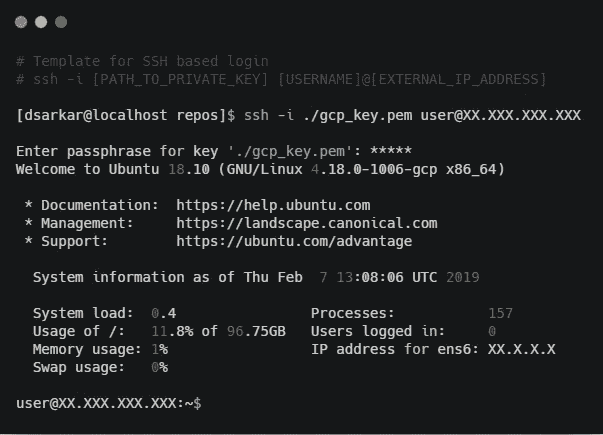 # Template for SSH based login
# ssh -i [PATH_TO_PRIVATE_KEY] [USERNAME]@[EXTERNAL_IP_ADDRESS]
[dsarkar@localhost repos]$ ssh -i ./gcp_key.pem user@XX.XXX.XXX.XXX
Enter passphrase for key './gcp_key.pem': *****
Welcome to Ubuntu 18.10 (GNU/Linux 4.18.0-1006-gcp x86_64)
* Documentation:  https://help.ubuntu.com
* Management:     https://landscape.canonical.com
* Support:        https://ubuntu.com/advantage
System information as of Thu Feb  7 13:08:06 UTC 2019
System load:  0.4                Processes:           157
Usage of /:   11.8% of 96.75GB   Users logged in:     0
Memory usage: 1%                 IP address for ens6: XX.X.X.X
Swap usage:   0%
user@XX.XXX.XXX.XXX:~$